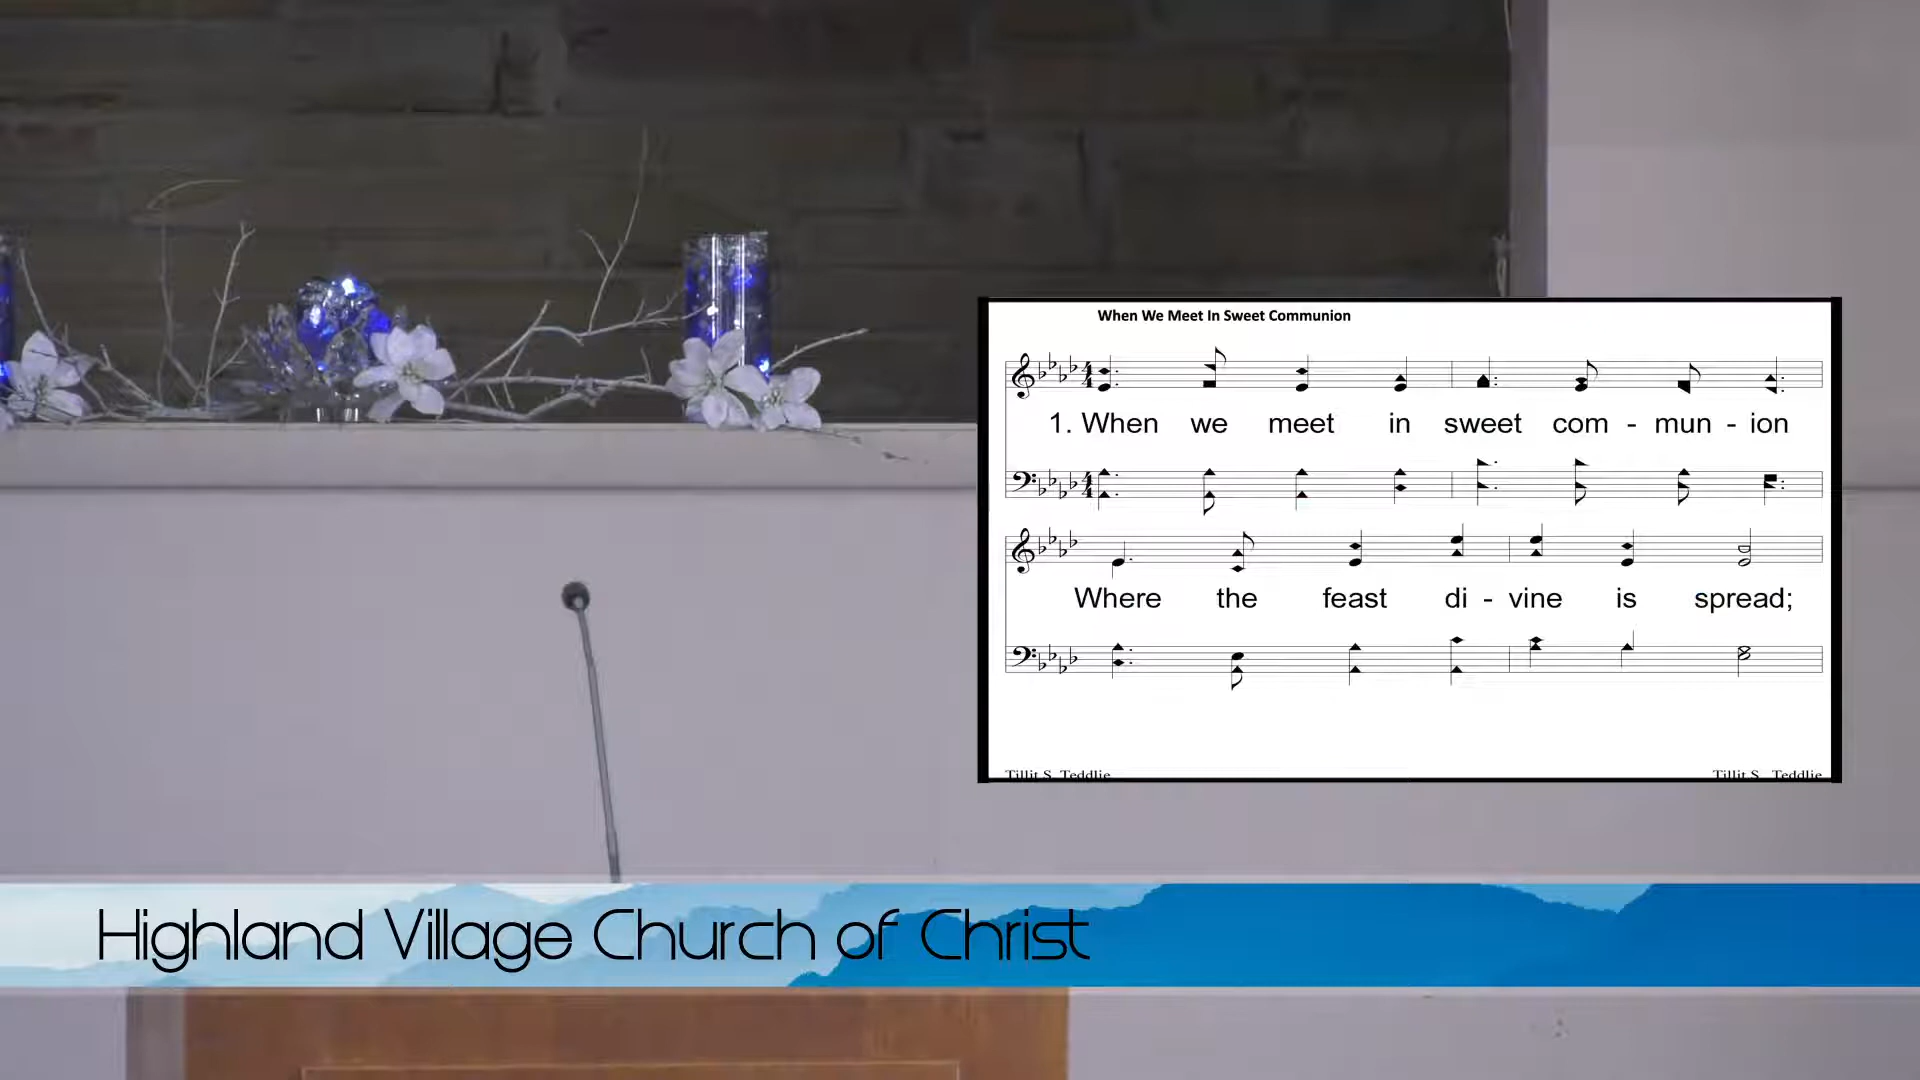 When We Meet In Sweet Communion
1. When we meet in sweet com - mun - ion
Where the feast di - vine is spread;
Tillit S. Teddlie Tillit S. Teddlie
Highland Village Church of Christ